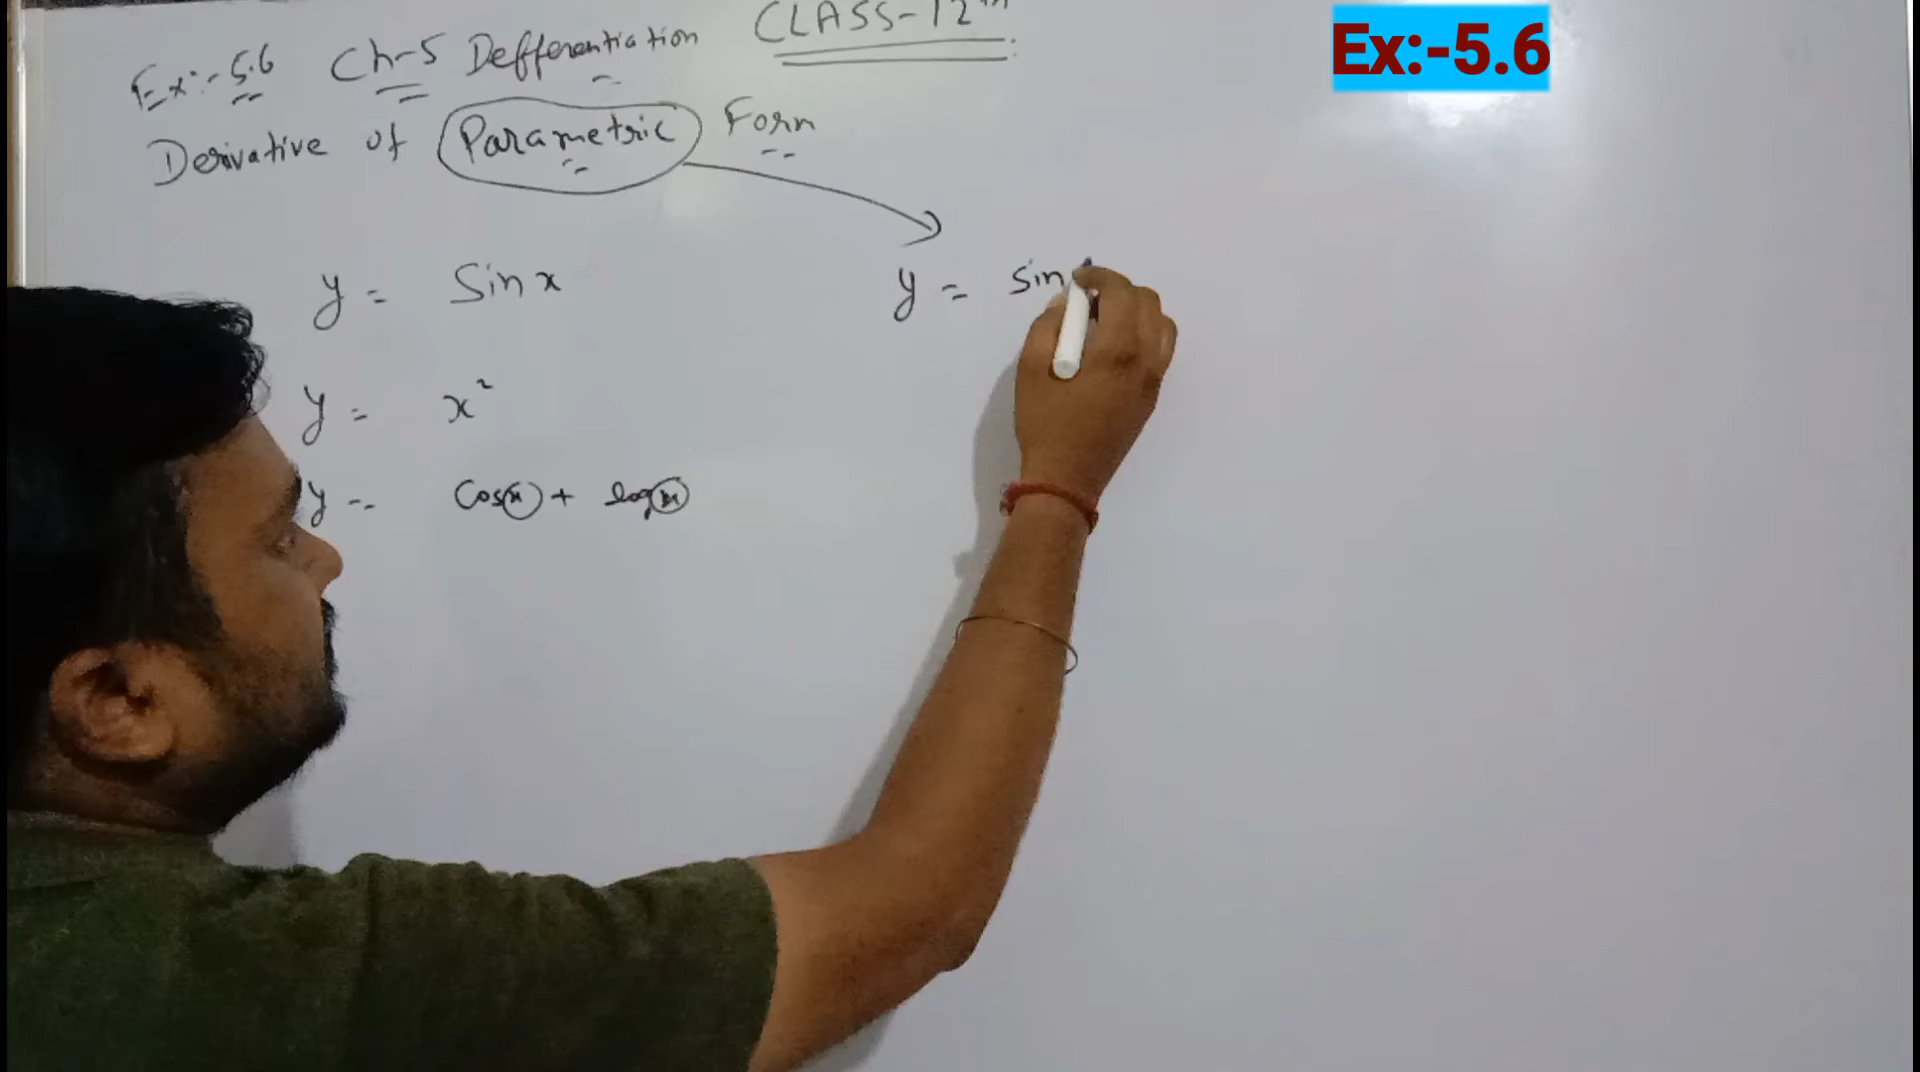 CLASS-12th
Ex:-5.6
Ex:-5.6 Ch-5 Defferentiation
Derivative of Parametric Form
y = Sin x
y = sin
y = x²
y = Cos(x) + log(x)